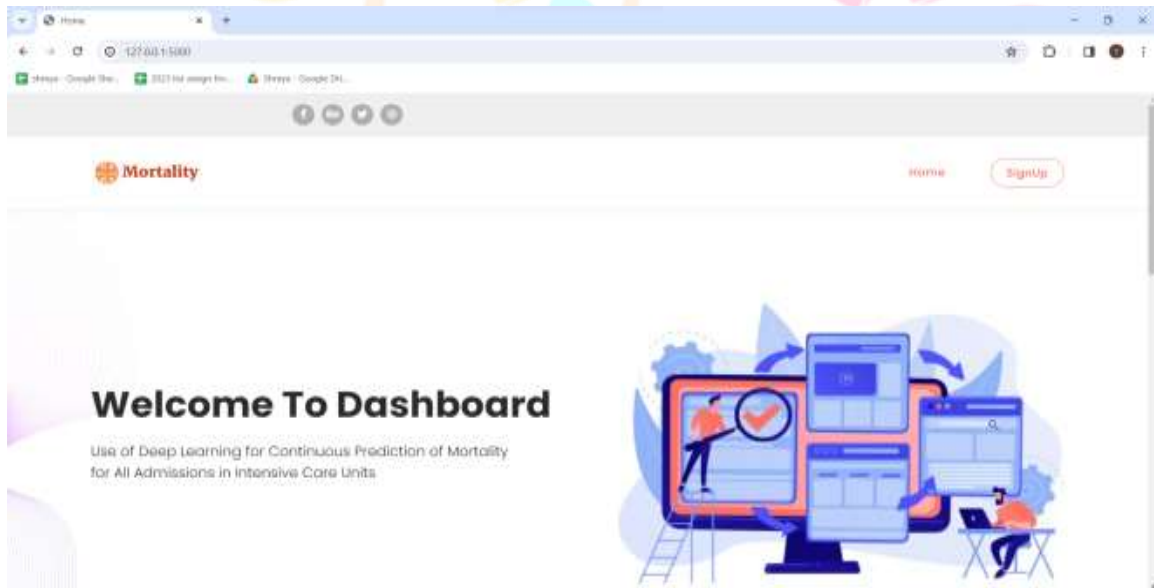 Home
127.0.0.1:5000
Mortality
Home
SignUp
Welcome To Dashboard
Use of Deep Learning for Continuous Prediction of Mortality
for All Admissions in Intensive Care Units